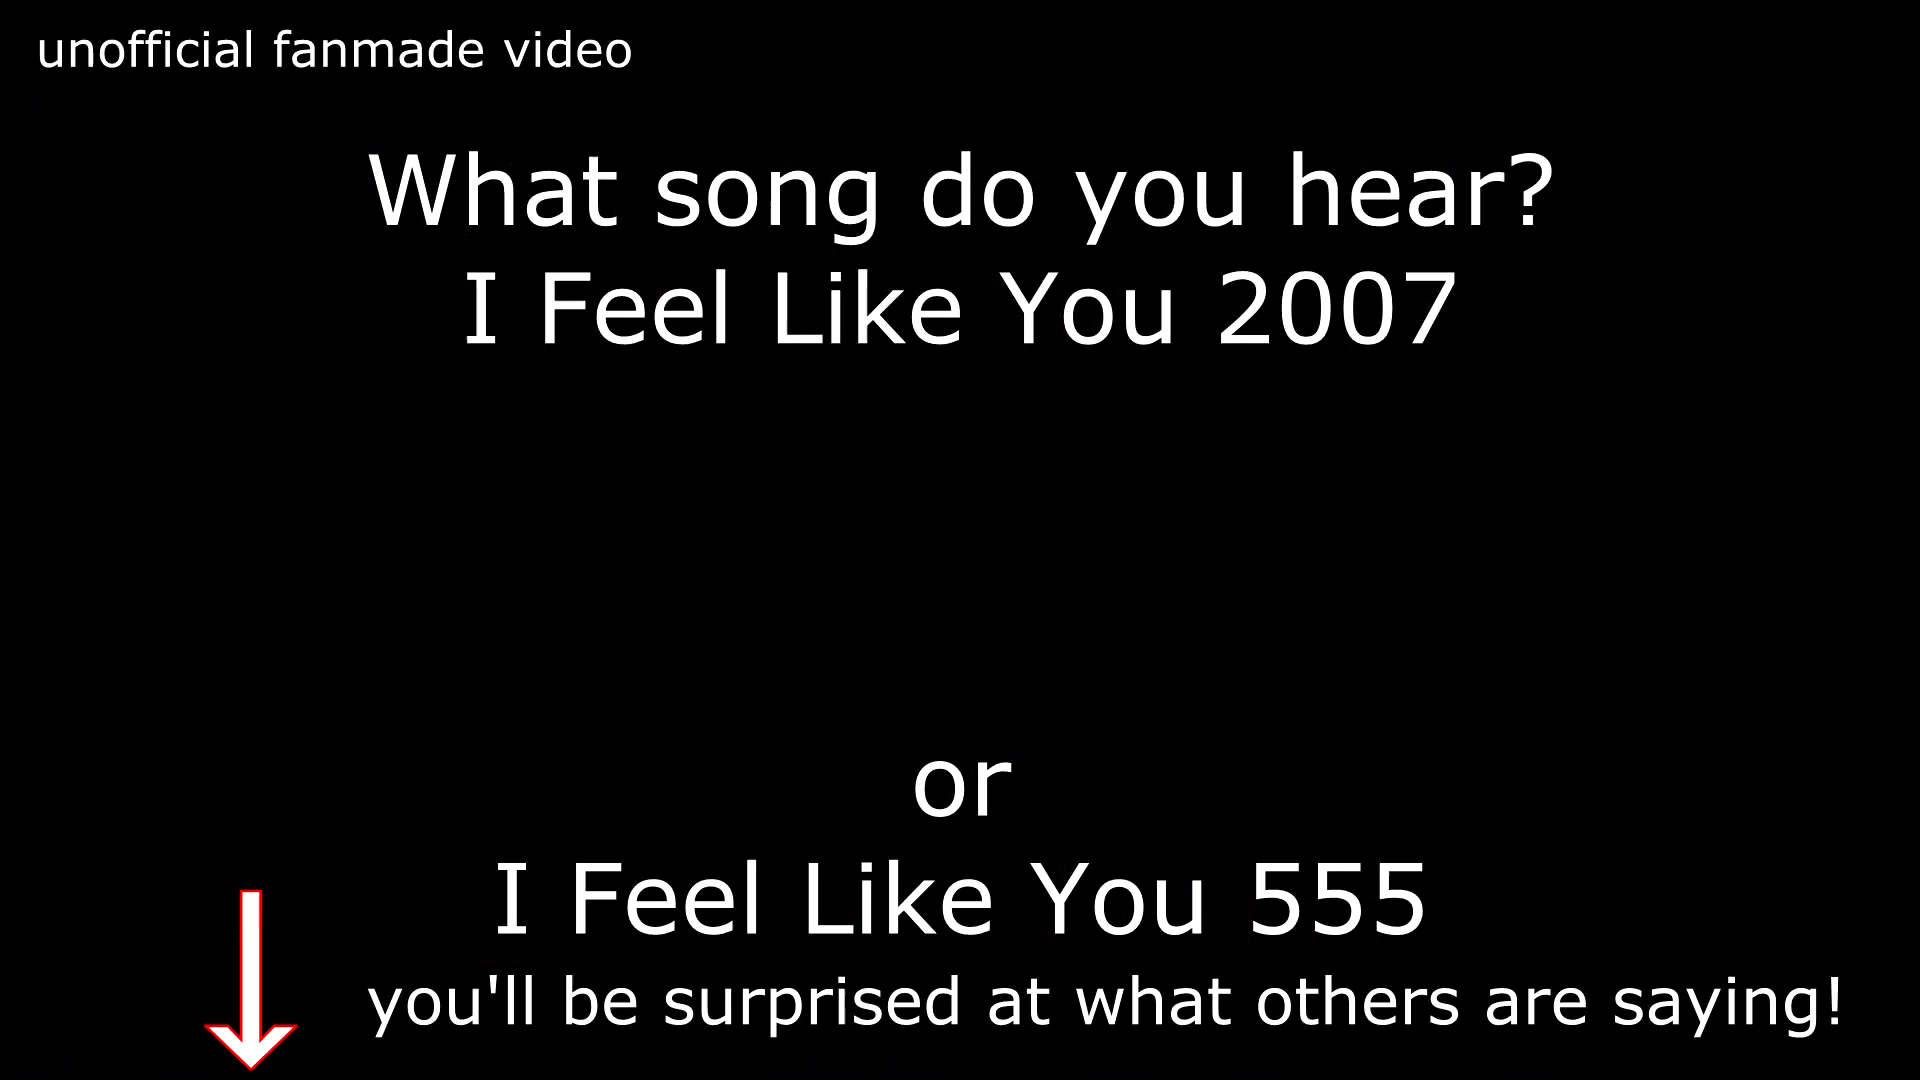 unofficial fanmade video
What song do you hear?
I Feel Like You 2007
or
I Feel Like You 555
you'll be surprised at what others are saying!